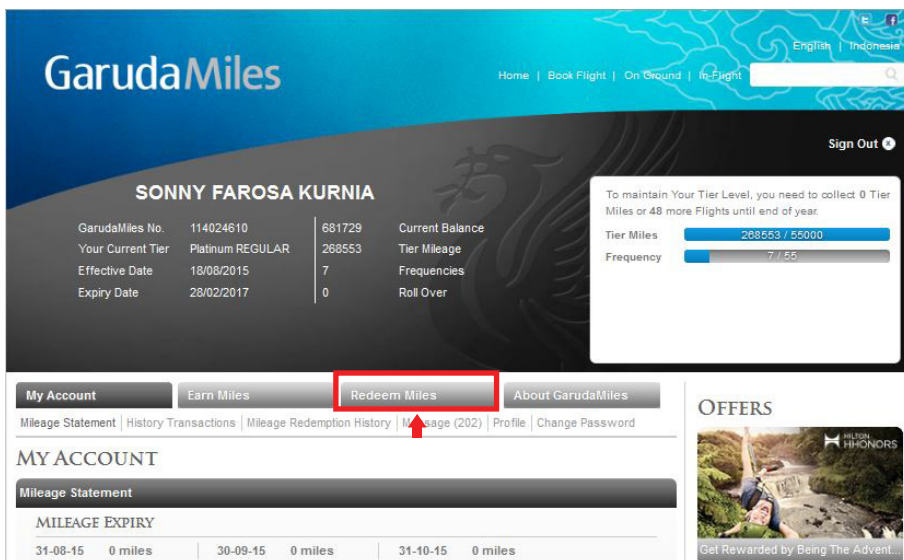 English | Indonesia
GarudaMiles
Home | Book Flight | On Ground | In-Flight
Sign Out
SONNY FAROSA KURNIA
GarudaMiles No. 114024610 681729 Current Balance
Your Current Tier Platinum REGULAR 268553 Tier Mileage
Effective Date 18/08/2015 7 Frequencies
Expiry Date 28/02/2017 0 Roll Over
To maintain Your Tier Level, you need to collect 0 Tier
Miles or 48 more Flights until end of year.
Tier Miles 268553 / 55000
Frequency 7 / 55
My Account Earn Miles Redeem Miles About GarudaMiles
Mileage Statement | History Transactions | Mileage Redemption History | Message (202) | Profile | Change Password
MY ACCOUNT
Mileage Statement
MILEAGE EXPIRY
31-08-15 0 miles 30-09-15 0 miles 31-10-15 0 miles
OFFERS
HILTON
HHONORS
Get Rewarded by Being The Advent...